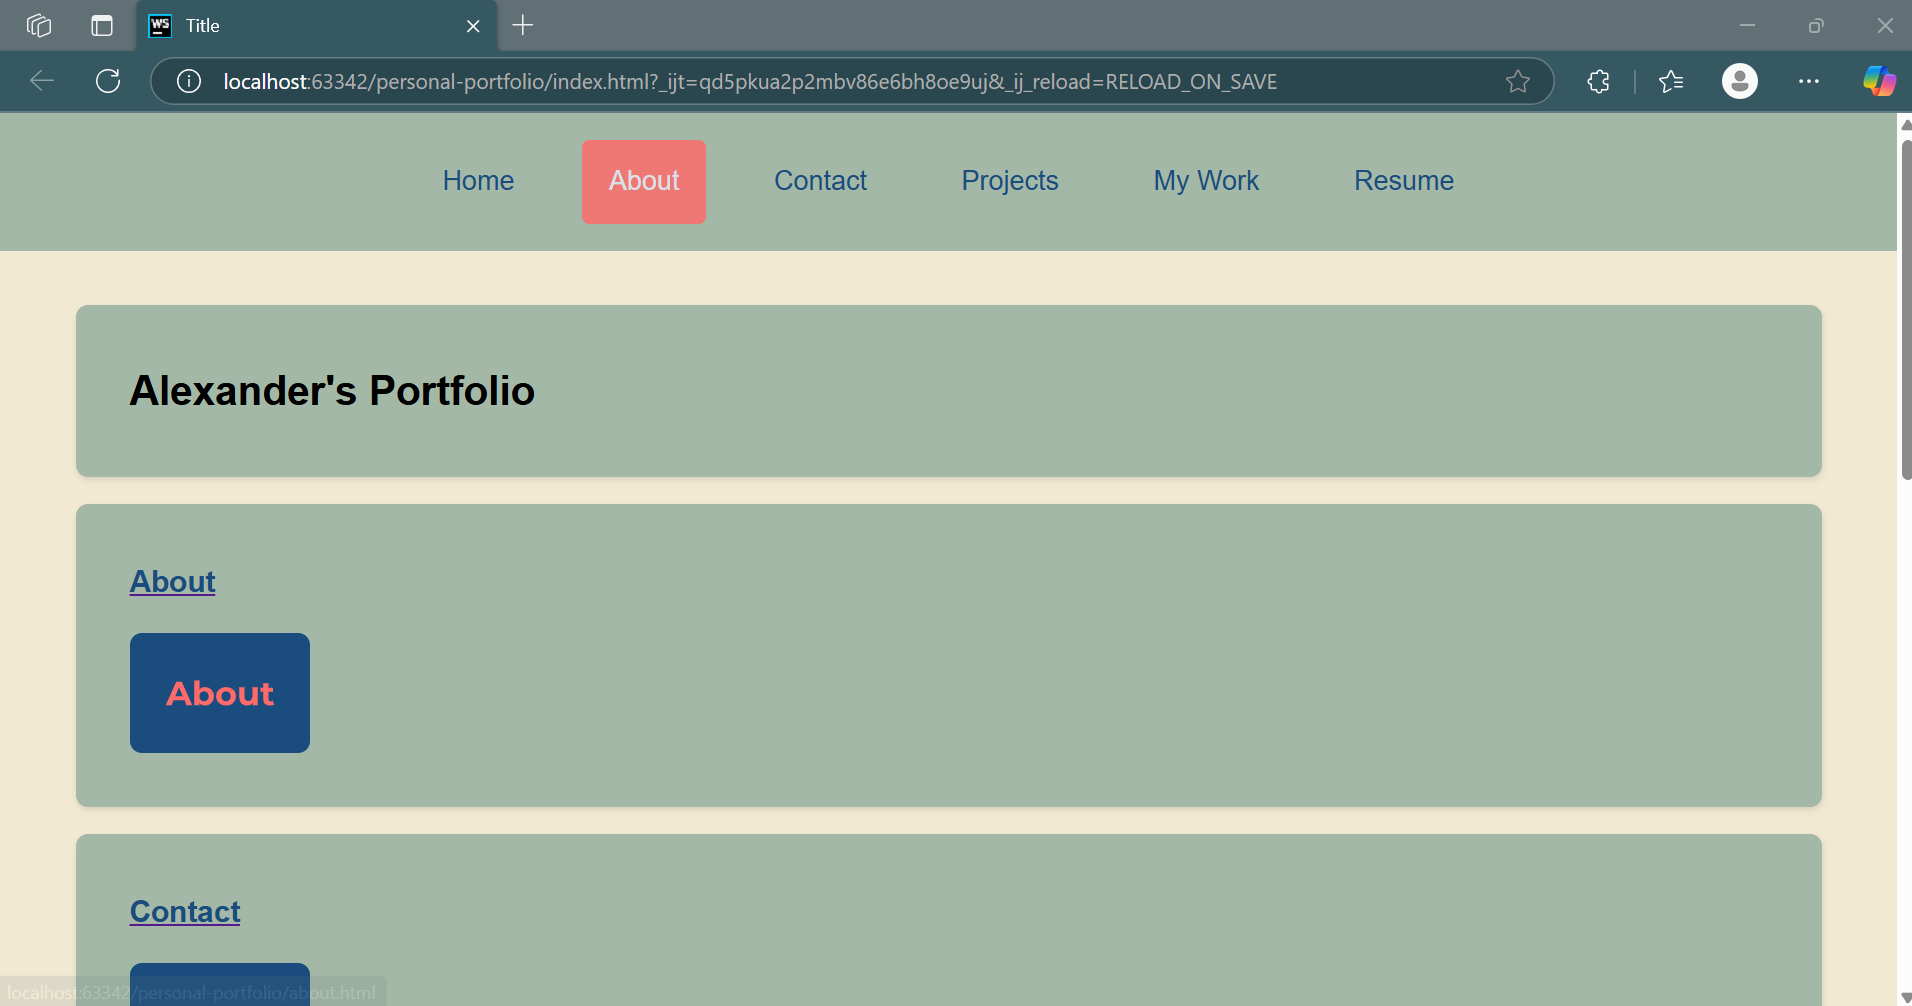 WS Title
localhost:63342/personal-portfolio/index.html?_ijt=qd5pkua2p2mbv86e6bh8oe9uj&_ij_reload=RELOAD_ON_SAVE
Home About Contact Projects My Work Resume
Alexander's Portfolio
About
About
Contact
localhost:63342/personal-portfolio/about.html